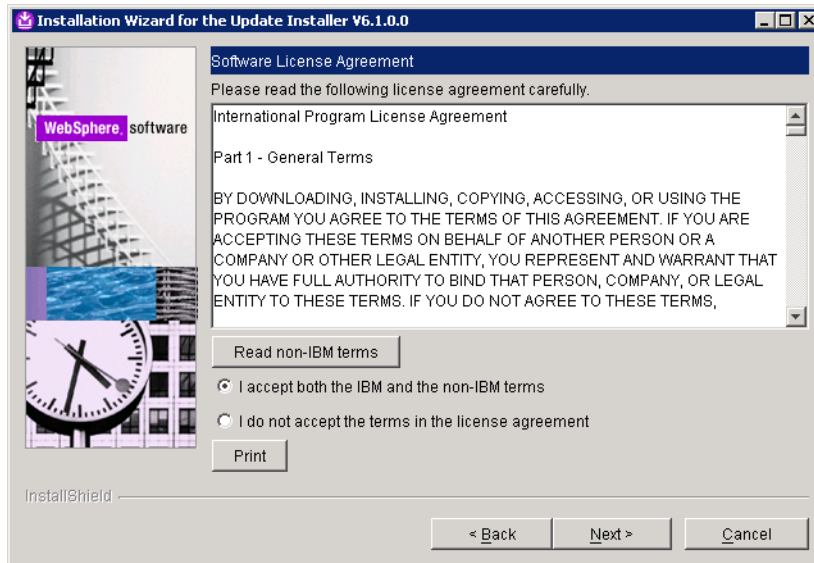 Installation Wizard for the Update Installer V6.1.0.0
WebSphere. software
Software License Agreement
Please read the following license agreement carefully.
International Program License Agreement
Part 1 - General Terms
BY DOWNLOADING, INSTALLING, COPYING, ACCESSING, OR USING THE
PROGRAM YOU AGREE TO THE TERMS OF THIS AGREEMENT. IF YOU ARE
ACCEPTING THESE TERMS ON BEHALF OF ANOTHER PERSON OR A
COMPANY OR OTHER LEGAL ENTITY, YOU REPRESENT AND WARRANT THAT
YOU HAVE FULL AUTHORITY TO BIND THAT PERSON, COMPANY, OR LEGAL
ENTITY TO THESE TERMS. IF YOU DO NOT AGREE TO THESE TERMS,
Read non-IBM terms
I accept both the IBM and the non-IBM terms
I do not accept the terms in the license agreement
Print
InstallShield
< Back
Next >
Cancel